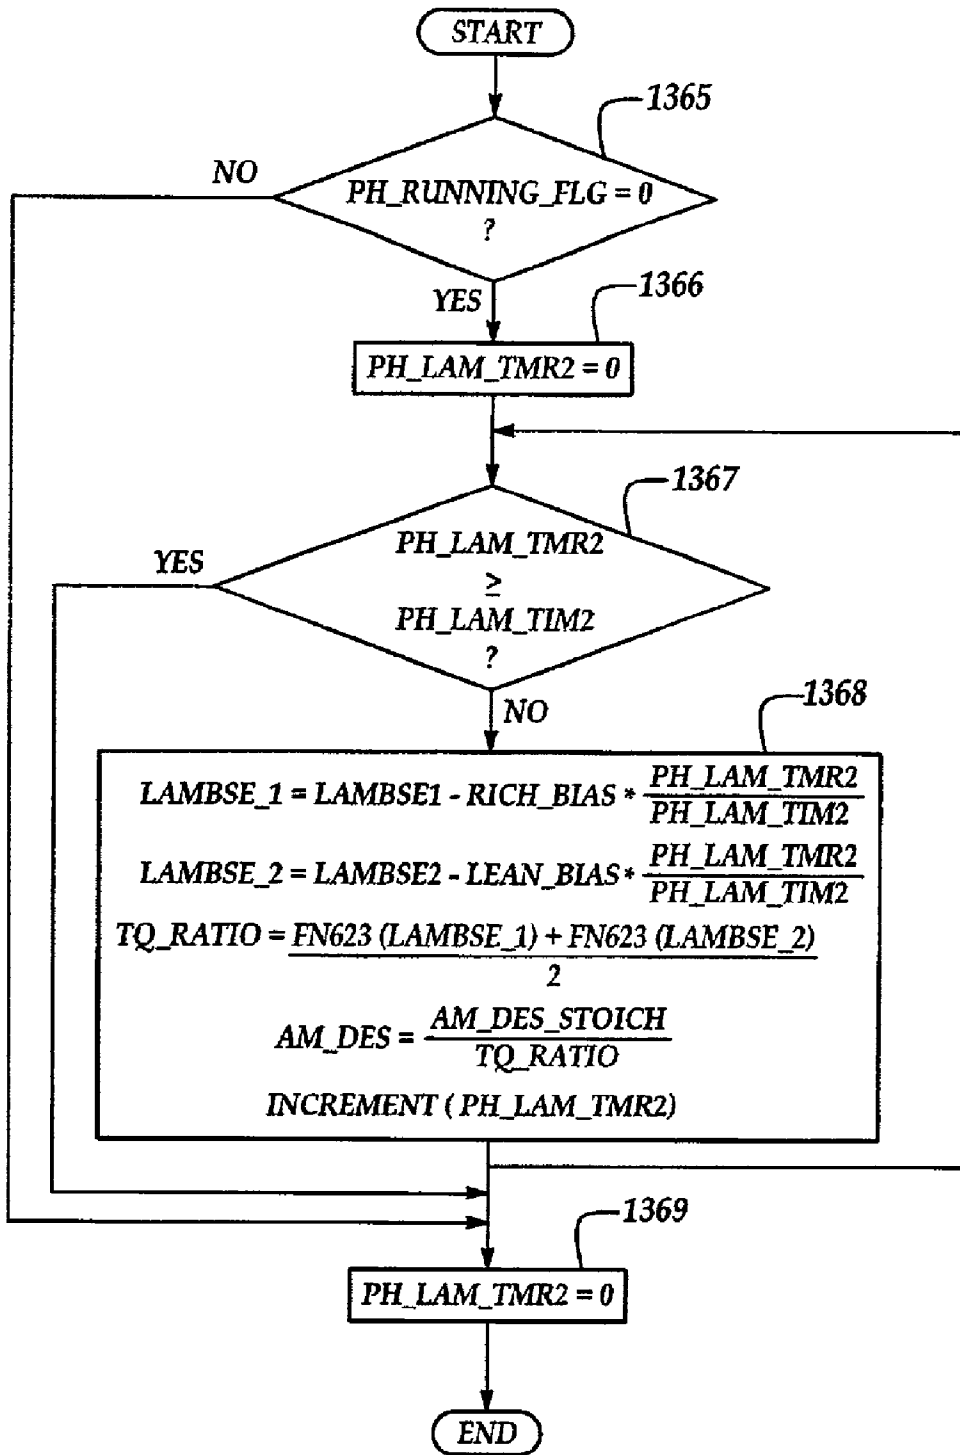 START
1365
NO
PH_RUNNING_FLG = 0
?
YES
1366
PH_LAM_TMR2 = 0
1367
YES
PH_LAM_TMR2
≥
PH_LAM_TIM2
?
NO
1368
LAMBSE_1 = LAMBSE1 - RICH_BIAS * PH_LAM_TMR2
PH_LAM_TIM2
LAMBSE_2 = LAMBSE2 - LEAN_BIAS * PH_LAM_TMR2
PH_LAM_TIM2
TQ_RATIO = FN623 (LAMBSE_1) + FN623 (LAMBSE_2)
2
AM_DES = AM_DES_STOICH
TQ_RATIO
INCREMENT ( PH_LAM_TMR2)
1369
PH_LAM_TMR2 = 0
END